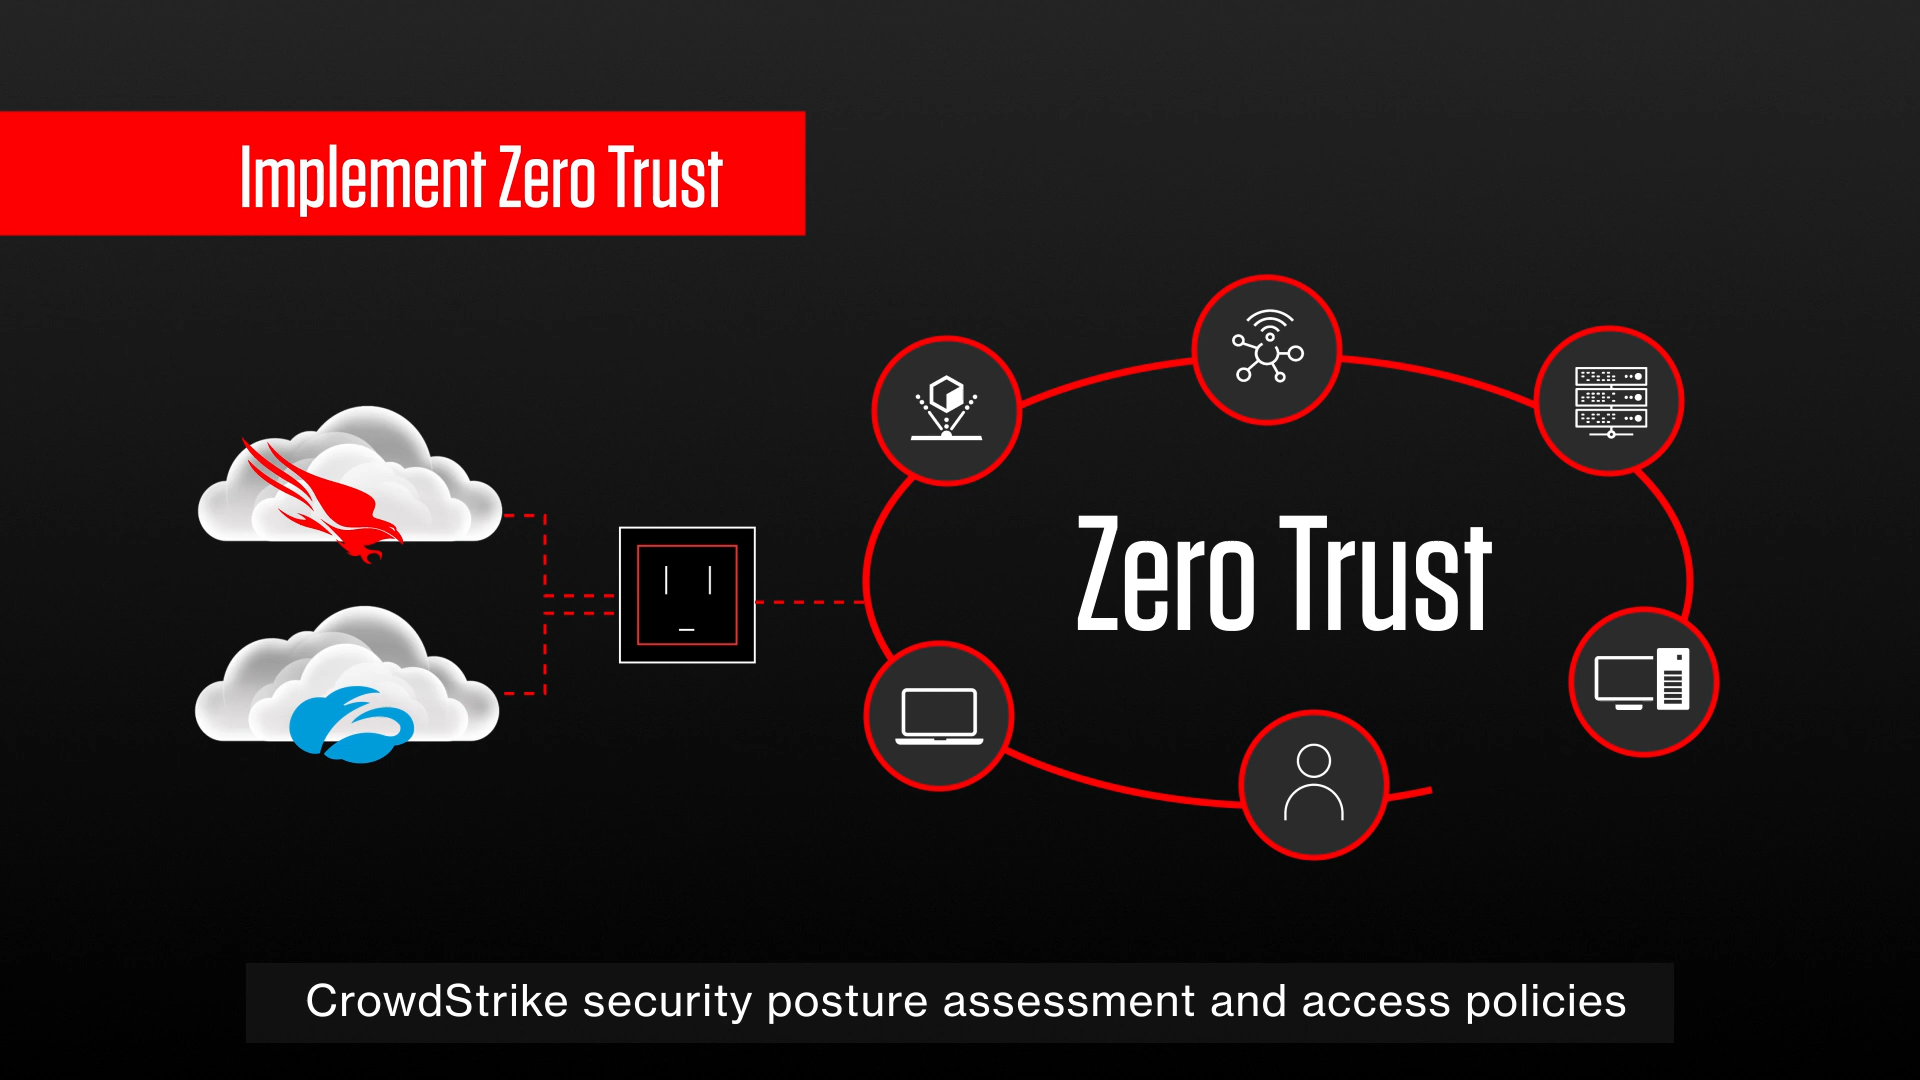 Implement Zero Trust
Zero Trust
CrowdStrike security posture assessment and access policies